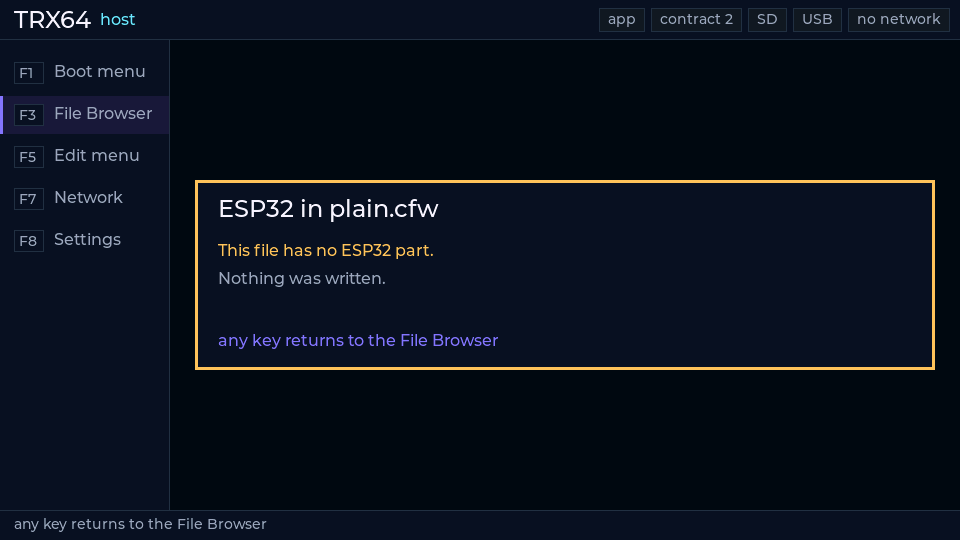 TRX64 host
app contract 2 SD USB no network
F1 Boot menu
F3 File Browser
F5 Edit menu
F7 Network
F8 Settings
ESP32 in plain.cfw
This file has no ESP32 part.
Nothing was written.
any key returns to the File Browser
any key returns to the File Browser